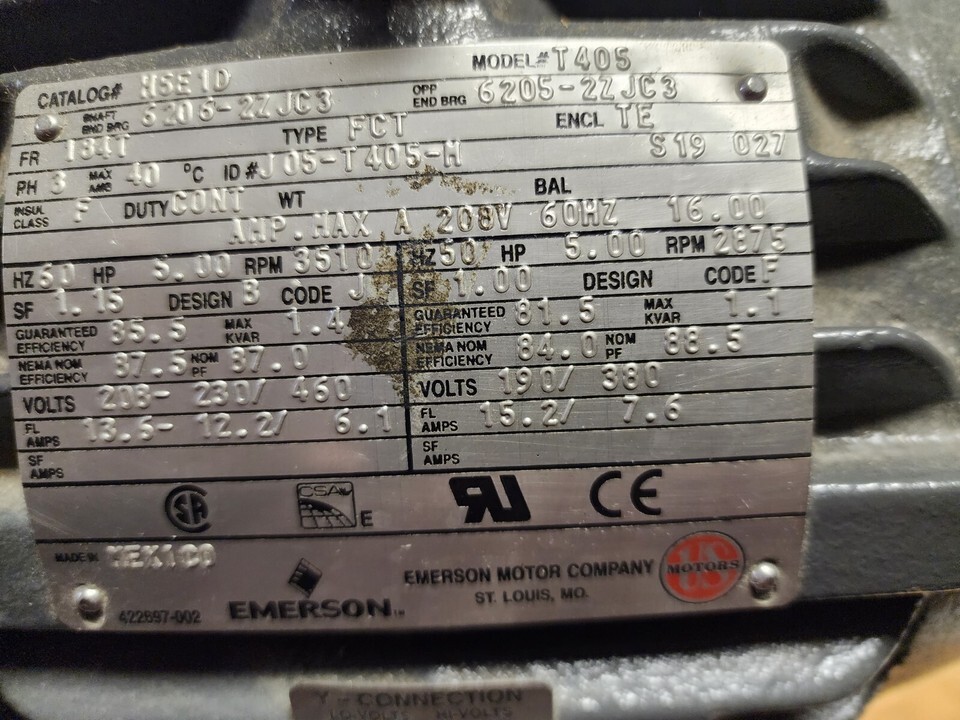 MODEL# T405
CATALOG# H5E1D
SHAFT END BRG 6206-2ZJC3 OPP END BRG 6205-2ZJC3
FR 184T TYPE FCT ENCL TE
PH 3 MAX AMB 40 °C ID# J05-T405-M S19 027
INSUL CLASS F DUTY CONT WT BAL
AMP.MAX A 208V 60HZ 16.00
HZ 60 HP 5.00 RPM 3510 HZ 50 HP 5.00 RPM 2875
SF 1.15 DESIGN B CODE J SF 1.00 DESIGN CODE F
GUARANTEED EFFICIENCY 85.5 MAX KVAR 1.4 GUARANTEED EFFICIENCY 81.5 MAX KVAR 1.1
NEMA NOM EFFICIENCY 87.5 NOM PF 87.0 NEMA NOM EFFICIENCY 84.0 NOM PF 88.5
VOLTS 208- 230/ 460 VOLTS 190/ 380
FL AMPS 13.6- 12.2/ 6.1 FL AMPS 15.2/ 7.6
SF AMPS SF AMPS
SA CSA E RU CE
MADE IN MEXICO
422697-002 EMERSON™ EMERSON MOTOR COMPANY US MOTORS
ST. LOUIS, MO.
Y - CONNECTION
LO-VOLTS HI-VOLTS